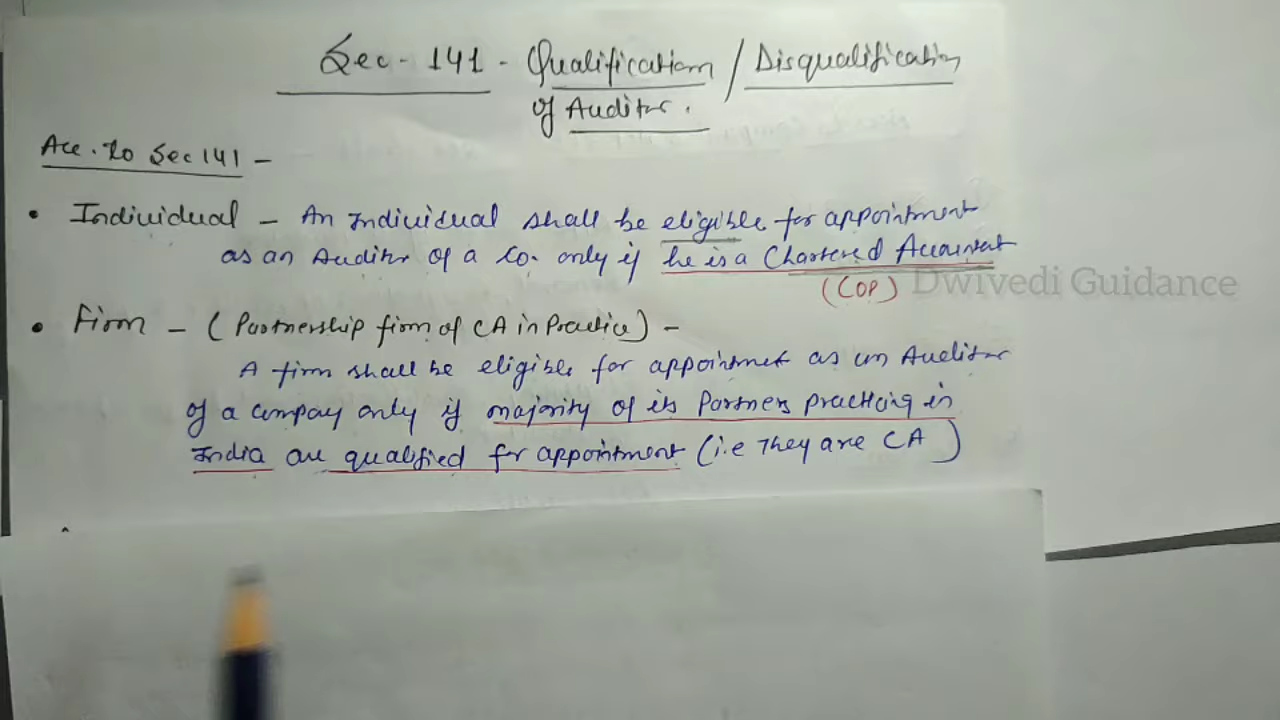 Sec - 141 - Qualification / Disqualification
of Auditor.
Acc. to Sec 141 -
• Individual - An individual shall be eligible for appointment
as an Auditor of a Co. only if he is a Chartered Accountant
(COP)
Dwivedi Guidance
• Firm - (Partnership firm of CA in Practice) -
A firm shall be eligible for appointment as an Auditor
of a compay only if majority of its Partners practicing in
India are qualified for appointment (i.e They are CA)